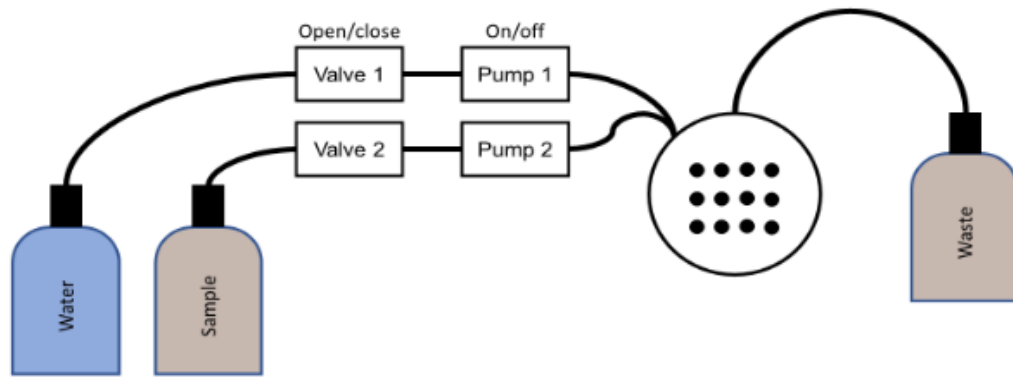 Open/close
On/off
Valve 1
Pump 1
Valve 2
Pump 2
Water
Sample
Waste